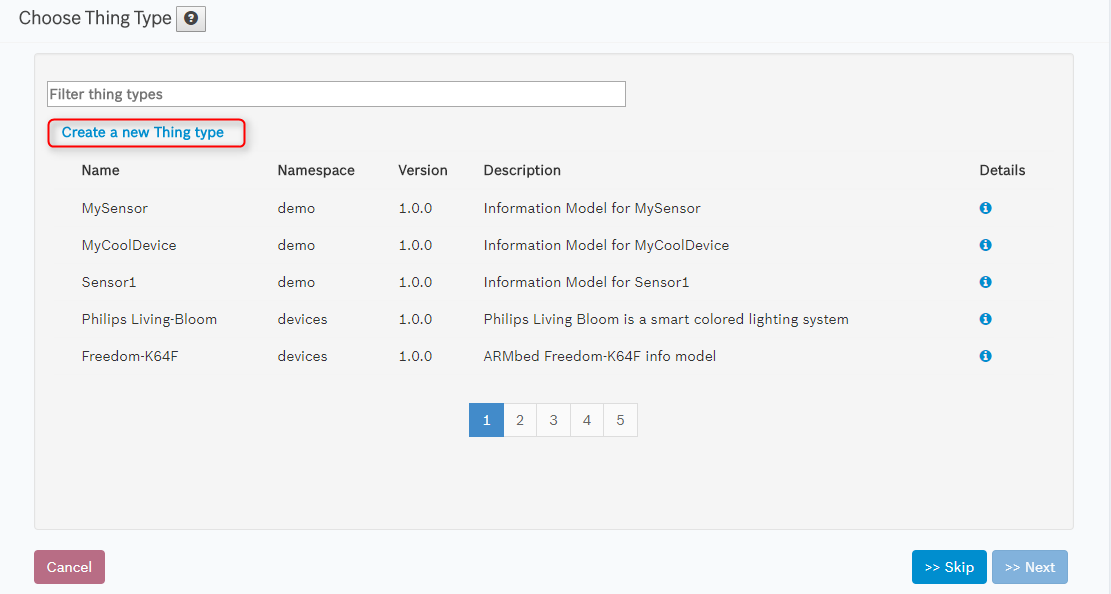 Choose Thing Type ?
Filter thing types
Create a new Thing type
Name Namespace Version Description Details
MySensor demo 1.0.0 Information Model for MySensor
MyCoolDevice demo 1.0.0 Information Model for MyCoolDevice
Sensor1 demo 1.0.0 Information Model for Sensor1
Philips Living-Bloom devices 1.0.0 Philips Living Bloom is a smart colored lighting system
Freedom-K64F devices 1.0.0 ARMbed Freedom-K64F info model
1 2 3 4 5
Cancel >> Skip >> Next